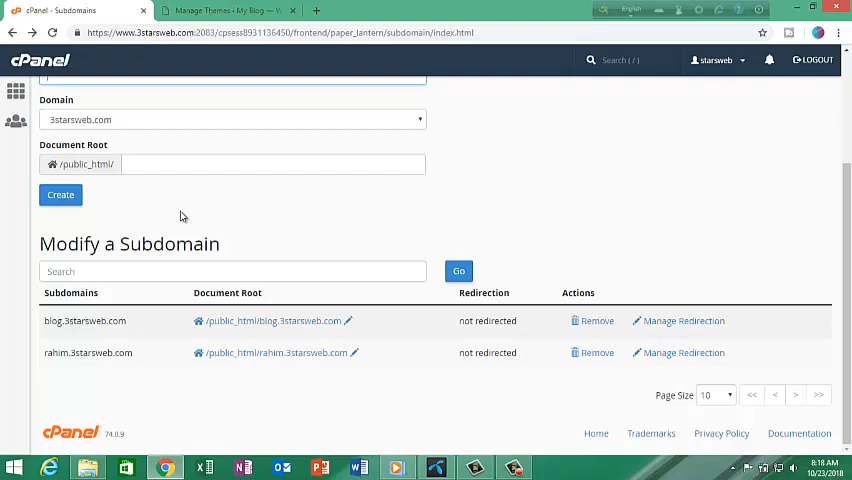 cPanel - Subdomains
Manage Themes ‹ My Blog — W
English
https://www.3starsweb.com:2083/cpsess8931136450/frontend/paper_lantern/subdomain/index.html
cPanel
Search ( / )
starsweb
LOGOUT
Domain
3starsweb.com
Document Root
/public_html/
Create
Modify a Subdomain
Search
Go
Subdomains Document Root Redirection Actions
blog.3starsweb.com /public_html/blog.3starsweb.com not redirected Remove Manage Redirection
rahim.3starsweb.com /public_html/rahim.3starsweb.com not redirected Remove Manage Redirection
Page Size 10 << < > >>
cPanel 74.0.9 Home Trademarks Privacy Policy Documentation
8:18 AM
10/23/2018